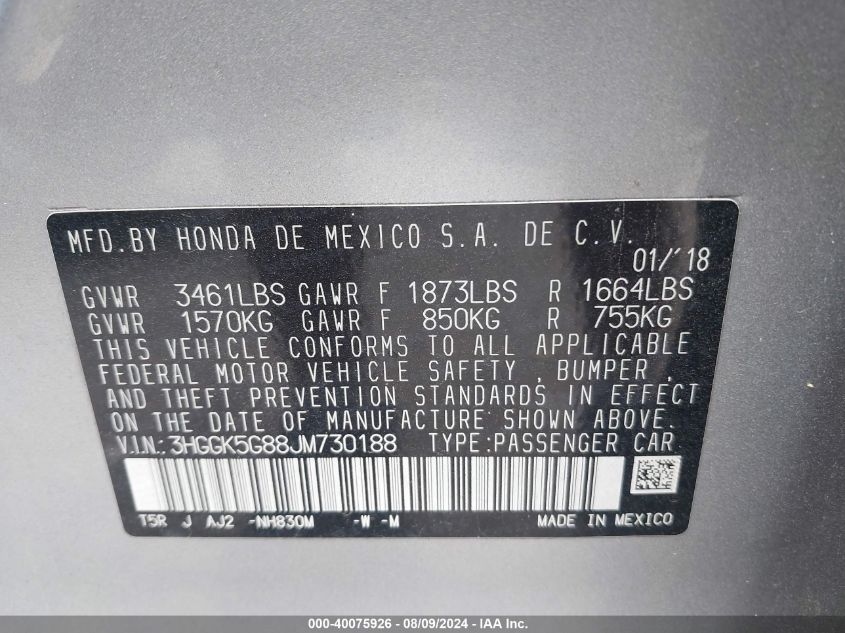 MFD.BY HONDA DE MEXICO S.A. DE C.V.
01/'18
GVWR 3461LBS GAWR F 1873LBS R 1664LBS
GVWR 1570KG GAWR F 850KG R 755KG
THIS VEHICLE CONFORMS TO ALL APPLICABLE
FEDERAL MOTOR VEHICLE SAFETY , BUMPER ,
AND THEFT PREVENTION STANDARDS IN EFFECT
ON THE DATE OF MANUFACTURE SHOWN ABOVE.
V.I.N.: 3HGGK5G88JM730188 TYPE:PASSENGER CAR
T5R J AJ2 -NH830M -W -M MADE IN MEXICO
000-40075926 - 08/09/2024 - IAA Inc.